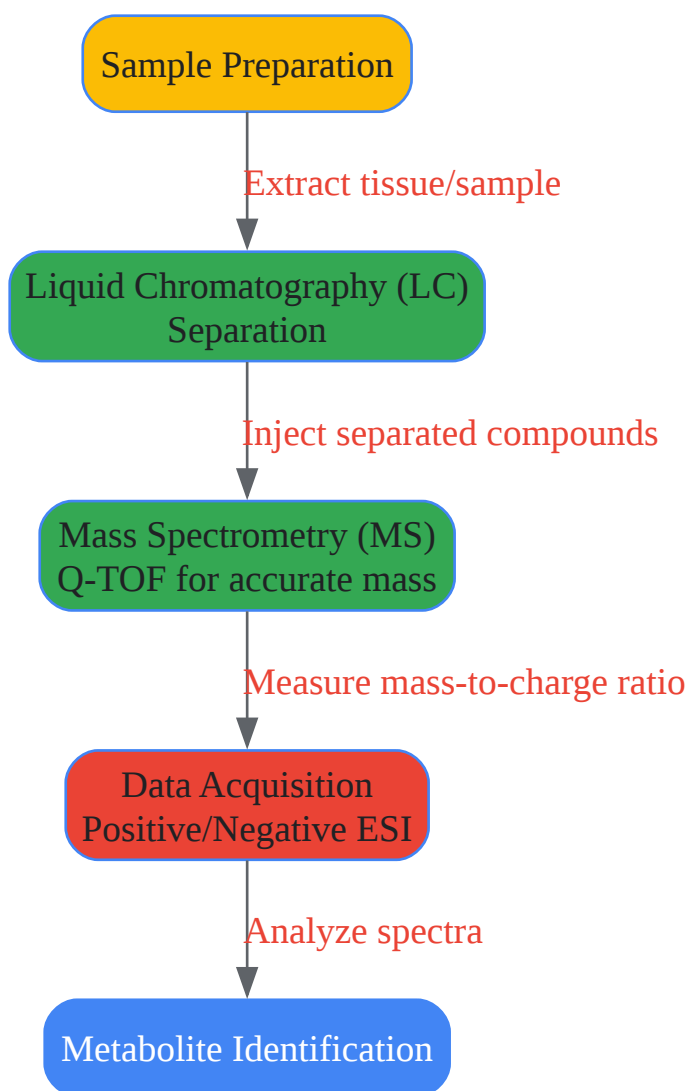 Sample Preparation
Extract tissue/sample
Liquid Chromatography (LC)
Separation
Inject separated compounds
Mass Spectrometry (MS)
Q-TOF for accurate mass
Measure mass-to-charge ratio
Data Acquisition
Positive/Negative ESI
Analyze spectra
Metabolite Identification